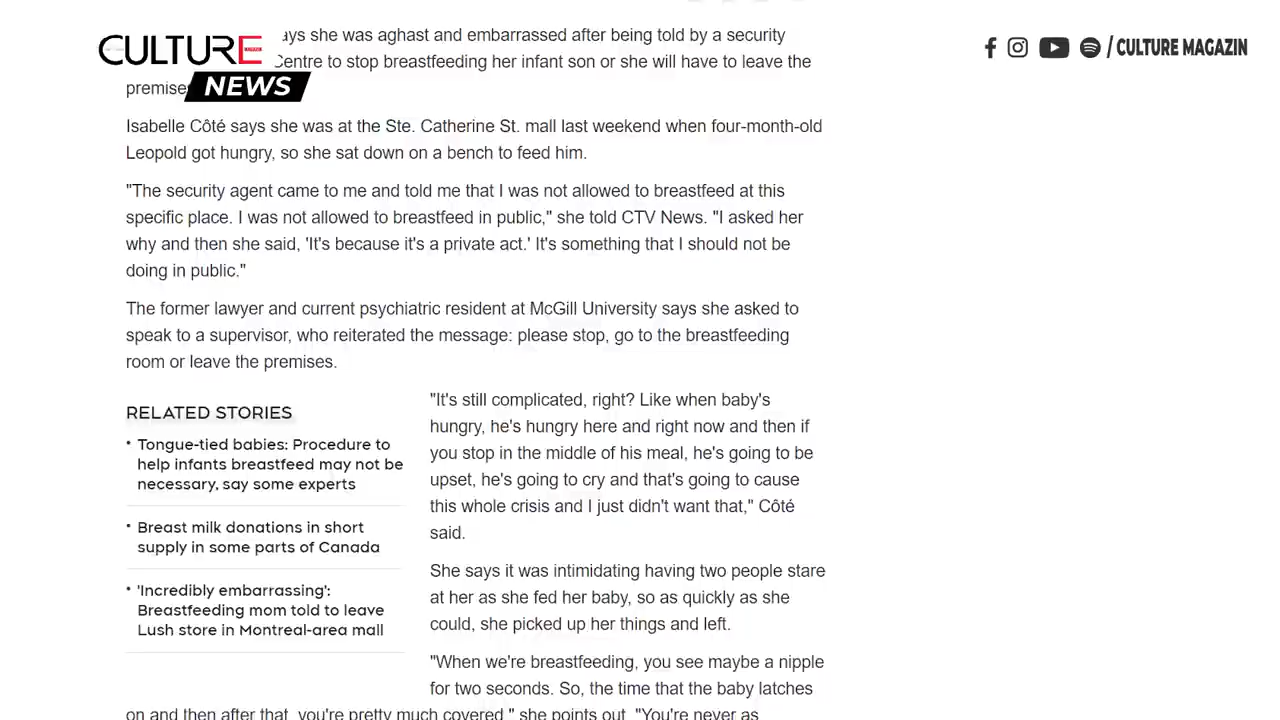 CULTURE
NEWS
/ CULTURE MAGAZIN
ays she was aghast and embarrassed after being told by a security
Centre to stop breastfeeding her infant son or she will have to leave the
premises
Isabelle Côté says she was at the Ste. Catherine St. mall last weekend when four-month-old
Leopold got hungry, so she sat down on a bench to feed him.
"The security agent came to me and told me that I was not allowed to breastfeed at this
specific place. I was not allowed to breastfeed in public," she told CTV News. "I asked her
why and then she said, 'It's because it's a private act.' It's something that I should not be
doing in public."
The former lawyer and current psychiatric resident at McGill University says she asked to
speak to a supervisor, who reiterated the message: please stop, go to the breastfeeding
room or leave the premises.
RELATED STORIES
• Tongue-tied babies: Procedure to
help infants breastfeed may not be
necessary, say some experts
• Breast milk donations in short
supply in some parts of Canada
• 'Incredibly embarrassing':
Breastfeeding mom told to leave
Lush store in Montreal-area mall
"It's still complicated, right? Like when baby's
hungry, he's hungry here and right now and then if
you stop in the middle of his meal, he's going to be
upset, he's going to cry and that's going to cause
this whole crisis and I just didn't want that," Côté
said.
She says it was intimidating having two people stare
at her as she fed her baby, so as quickly as she
could, she picked up her things and left.
"When we're breastfeeding, you see maybe a nipple
for two seconds. So, the time that the baby latches
on and then after that, you're pretty much covered," she points out. "You're never as